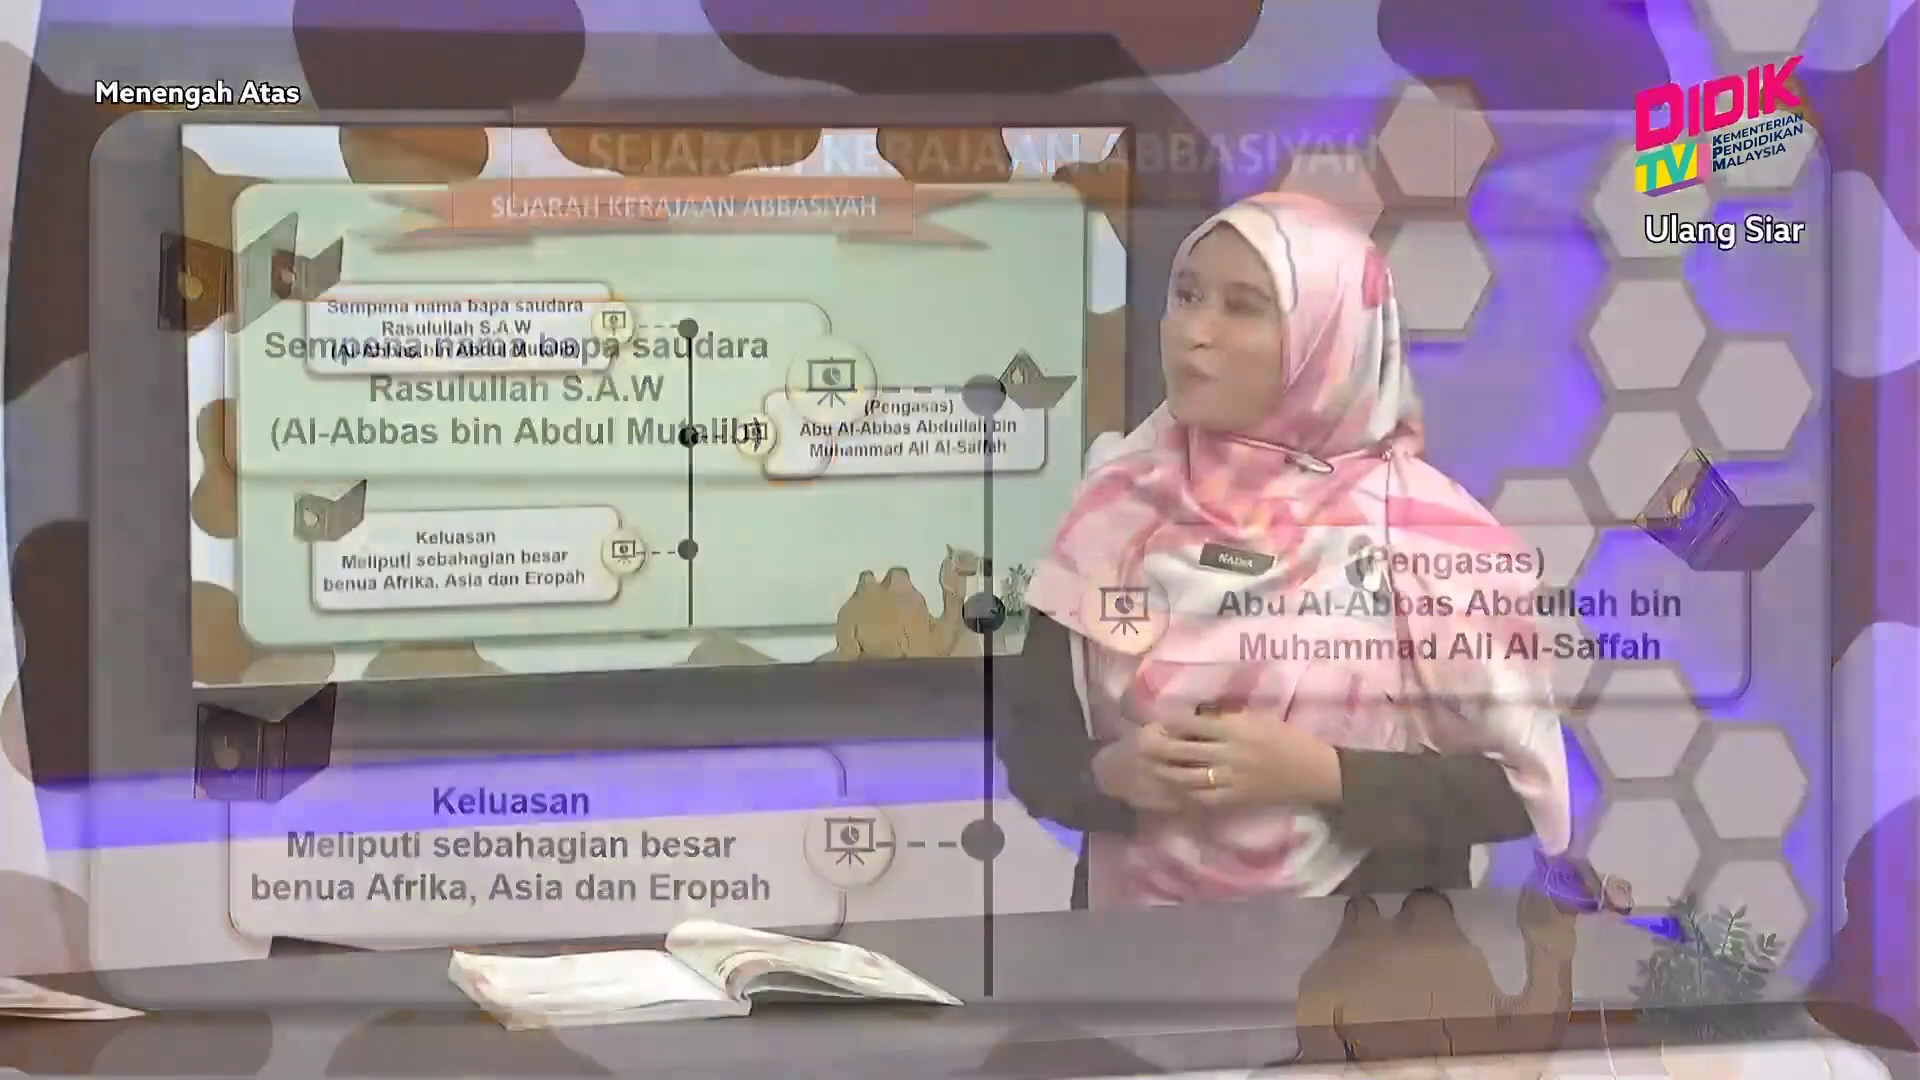 Menengah Atas
DIDIK
TV
KEMENTERIAN
PENDIDIKAN
MALAYSIA
Ulang Siar
SEJARAH KERAJAAN ABBASIYAH
SEJARAH KERAJAAN ABBASIYAH
Sempena nama bapa saudara
Rasulullah S.A.W
(Al-Abbas bin Abdul Mutalib)
Sempena nama bapa saudara
Rasulullah S.A.W
(Al-Abbas bin Abdul Mutalib)
(Pengasas)
Abu Al-Abbas Abdullah bin
Muhammad Ali Al-Saffah
Keluasan
Meliputi sebahagian besar
benua Afrika, Asia dan Eropah
NADIA
(Pengasas)
Abu Al-Abbas Abdullah bin
Muhammad Ali Al-Saffah
Keluasan
Meliputi sebahagian besar
benua Afrika, Asia dan Eropah